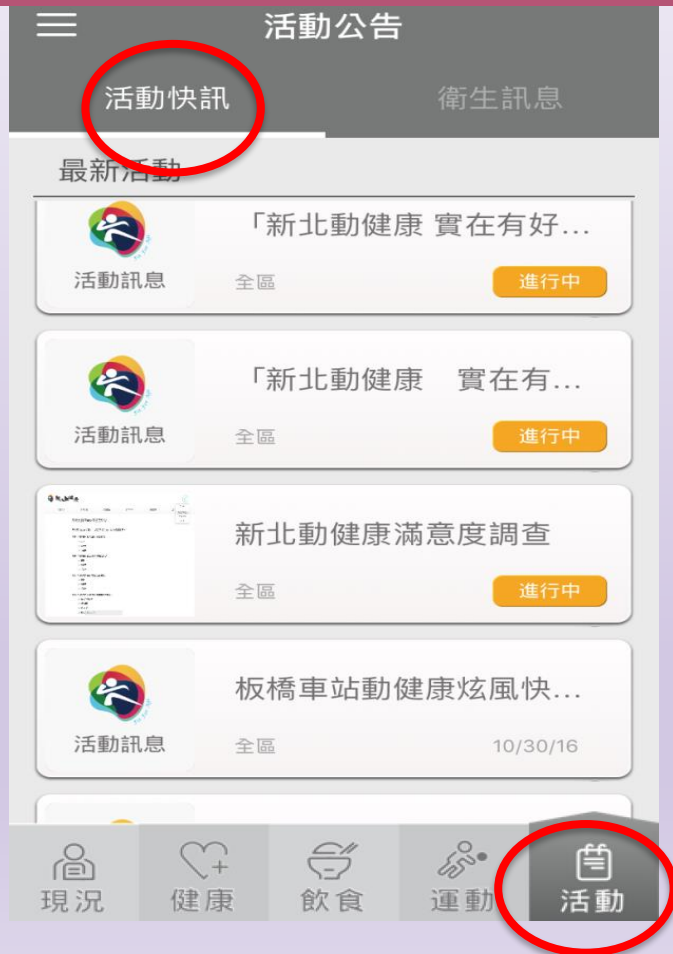 活動公告
活動快訊
衛生訊息
最新活動
「新北動健康 實在有好...
活動訊息
全區
進行中
「新北動健康　實在有...
活動訊息
全區
進行中
新北動健康滿意度調查
全區
進行中
板橋車站動健康炫風快...
活動訊息
全區
10/30/16
現況
健康
飲食
運動
活動